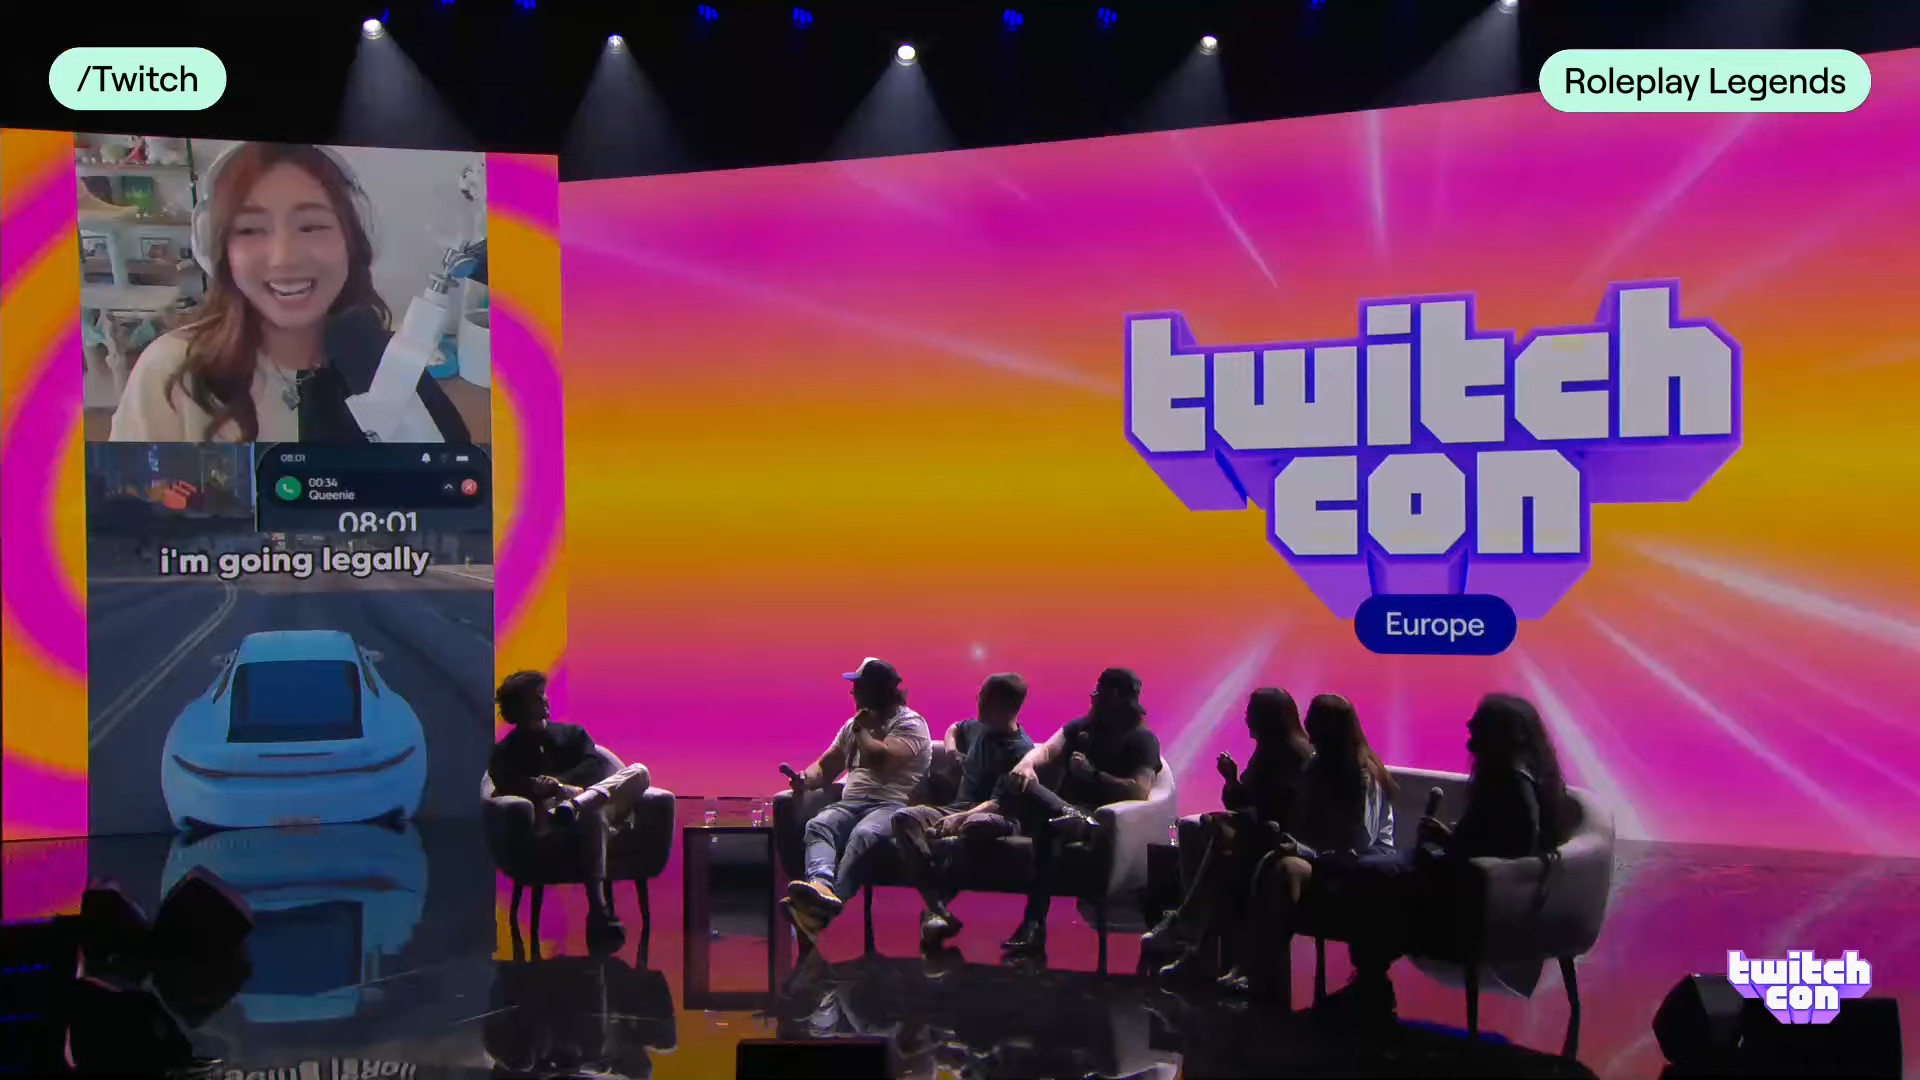 /Twitch
Roleplay Legends
08:01
00:34
Queenie
08:01
i'm going legally
twitch
con
Europe
twitch
con